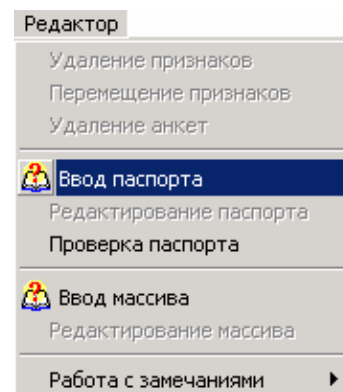 Редактор
Удаление признаков
Перемещение признаков
Удаление анкет
Ввод паспорта
Редактирование паспорта
Проверка паспорта
Ввод массива
Редактирование массива
Работа с замечаниями